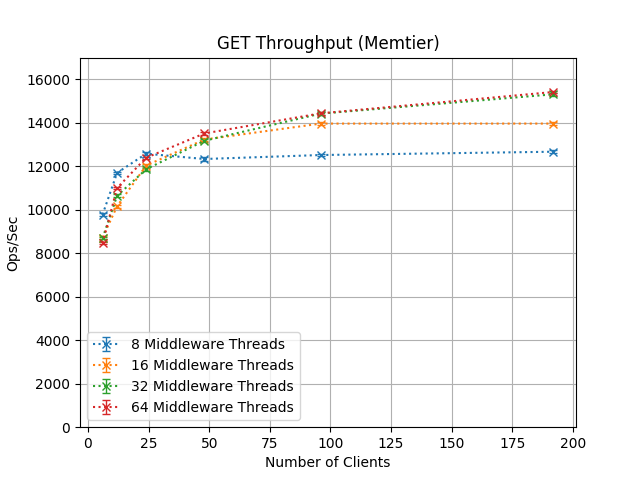 GET Throughput (Memtier)
16000
14000
12000
10000
8000
6000
4000
2000
0
Ops/Sec
8 Middleware Threads
16 Middleware Threads
32 Middleware Threads
64 Middleware Threads
0 25 50 75 100 125 150 175 200
Number of Clients